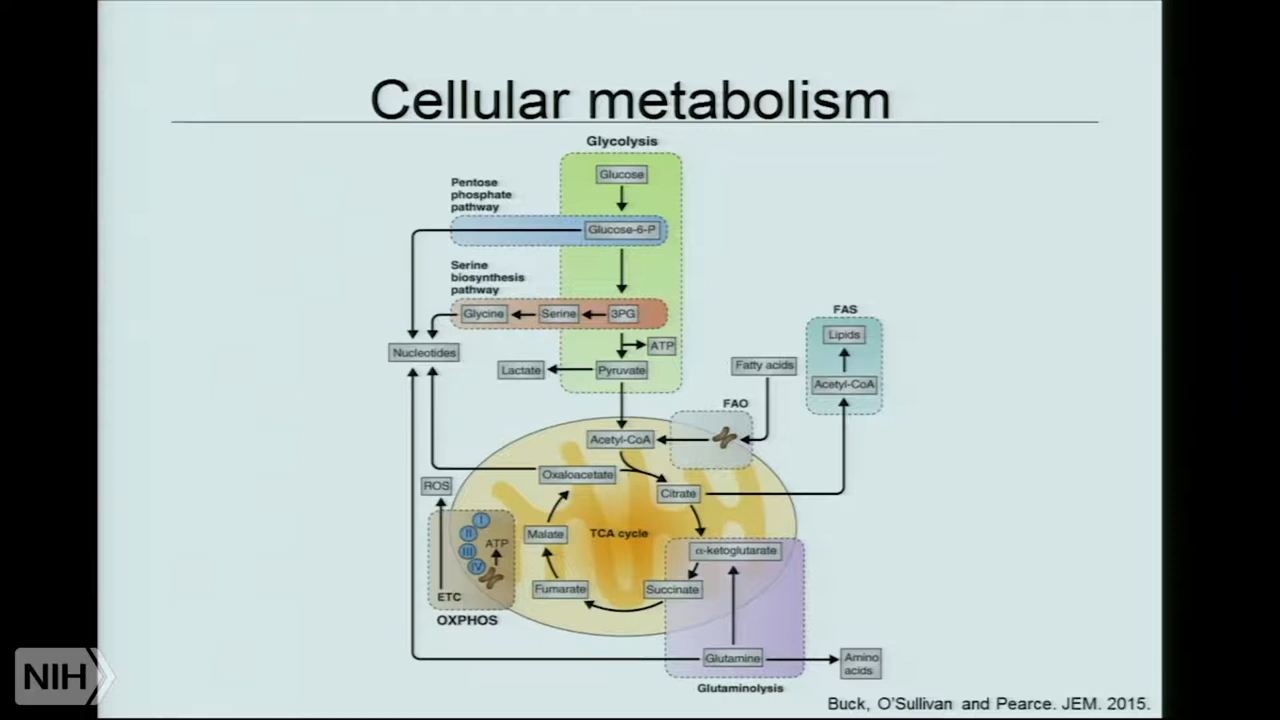 Cellular metabolism
Glycolysis
Glucose
Pentose
phosphate
pathway
Glucose-6-P
Serine
biosynthesis
pathway
Glycine
Serine
3PG
ATP
Nucleotides
Lactate
Pyruvate
FAS
Lipids
Fatty acids
Acetyl-CoA
FAO
Acetyl-CoA
Oxaloacetate
Citrate
ROS
I
II
III
IV
ATP
ETC
OXPHOS
Malate
TCA cycle
α-ketoglutarate
Fumarate
Succinate
Glutamine
Amino
acids
Glutaminolysis
NIH
Buck, O'Sullivan and Pearce. JEM. 2015.